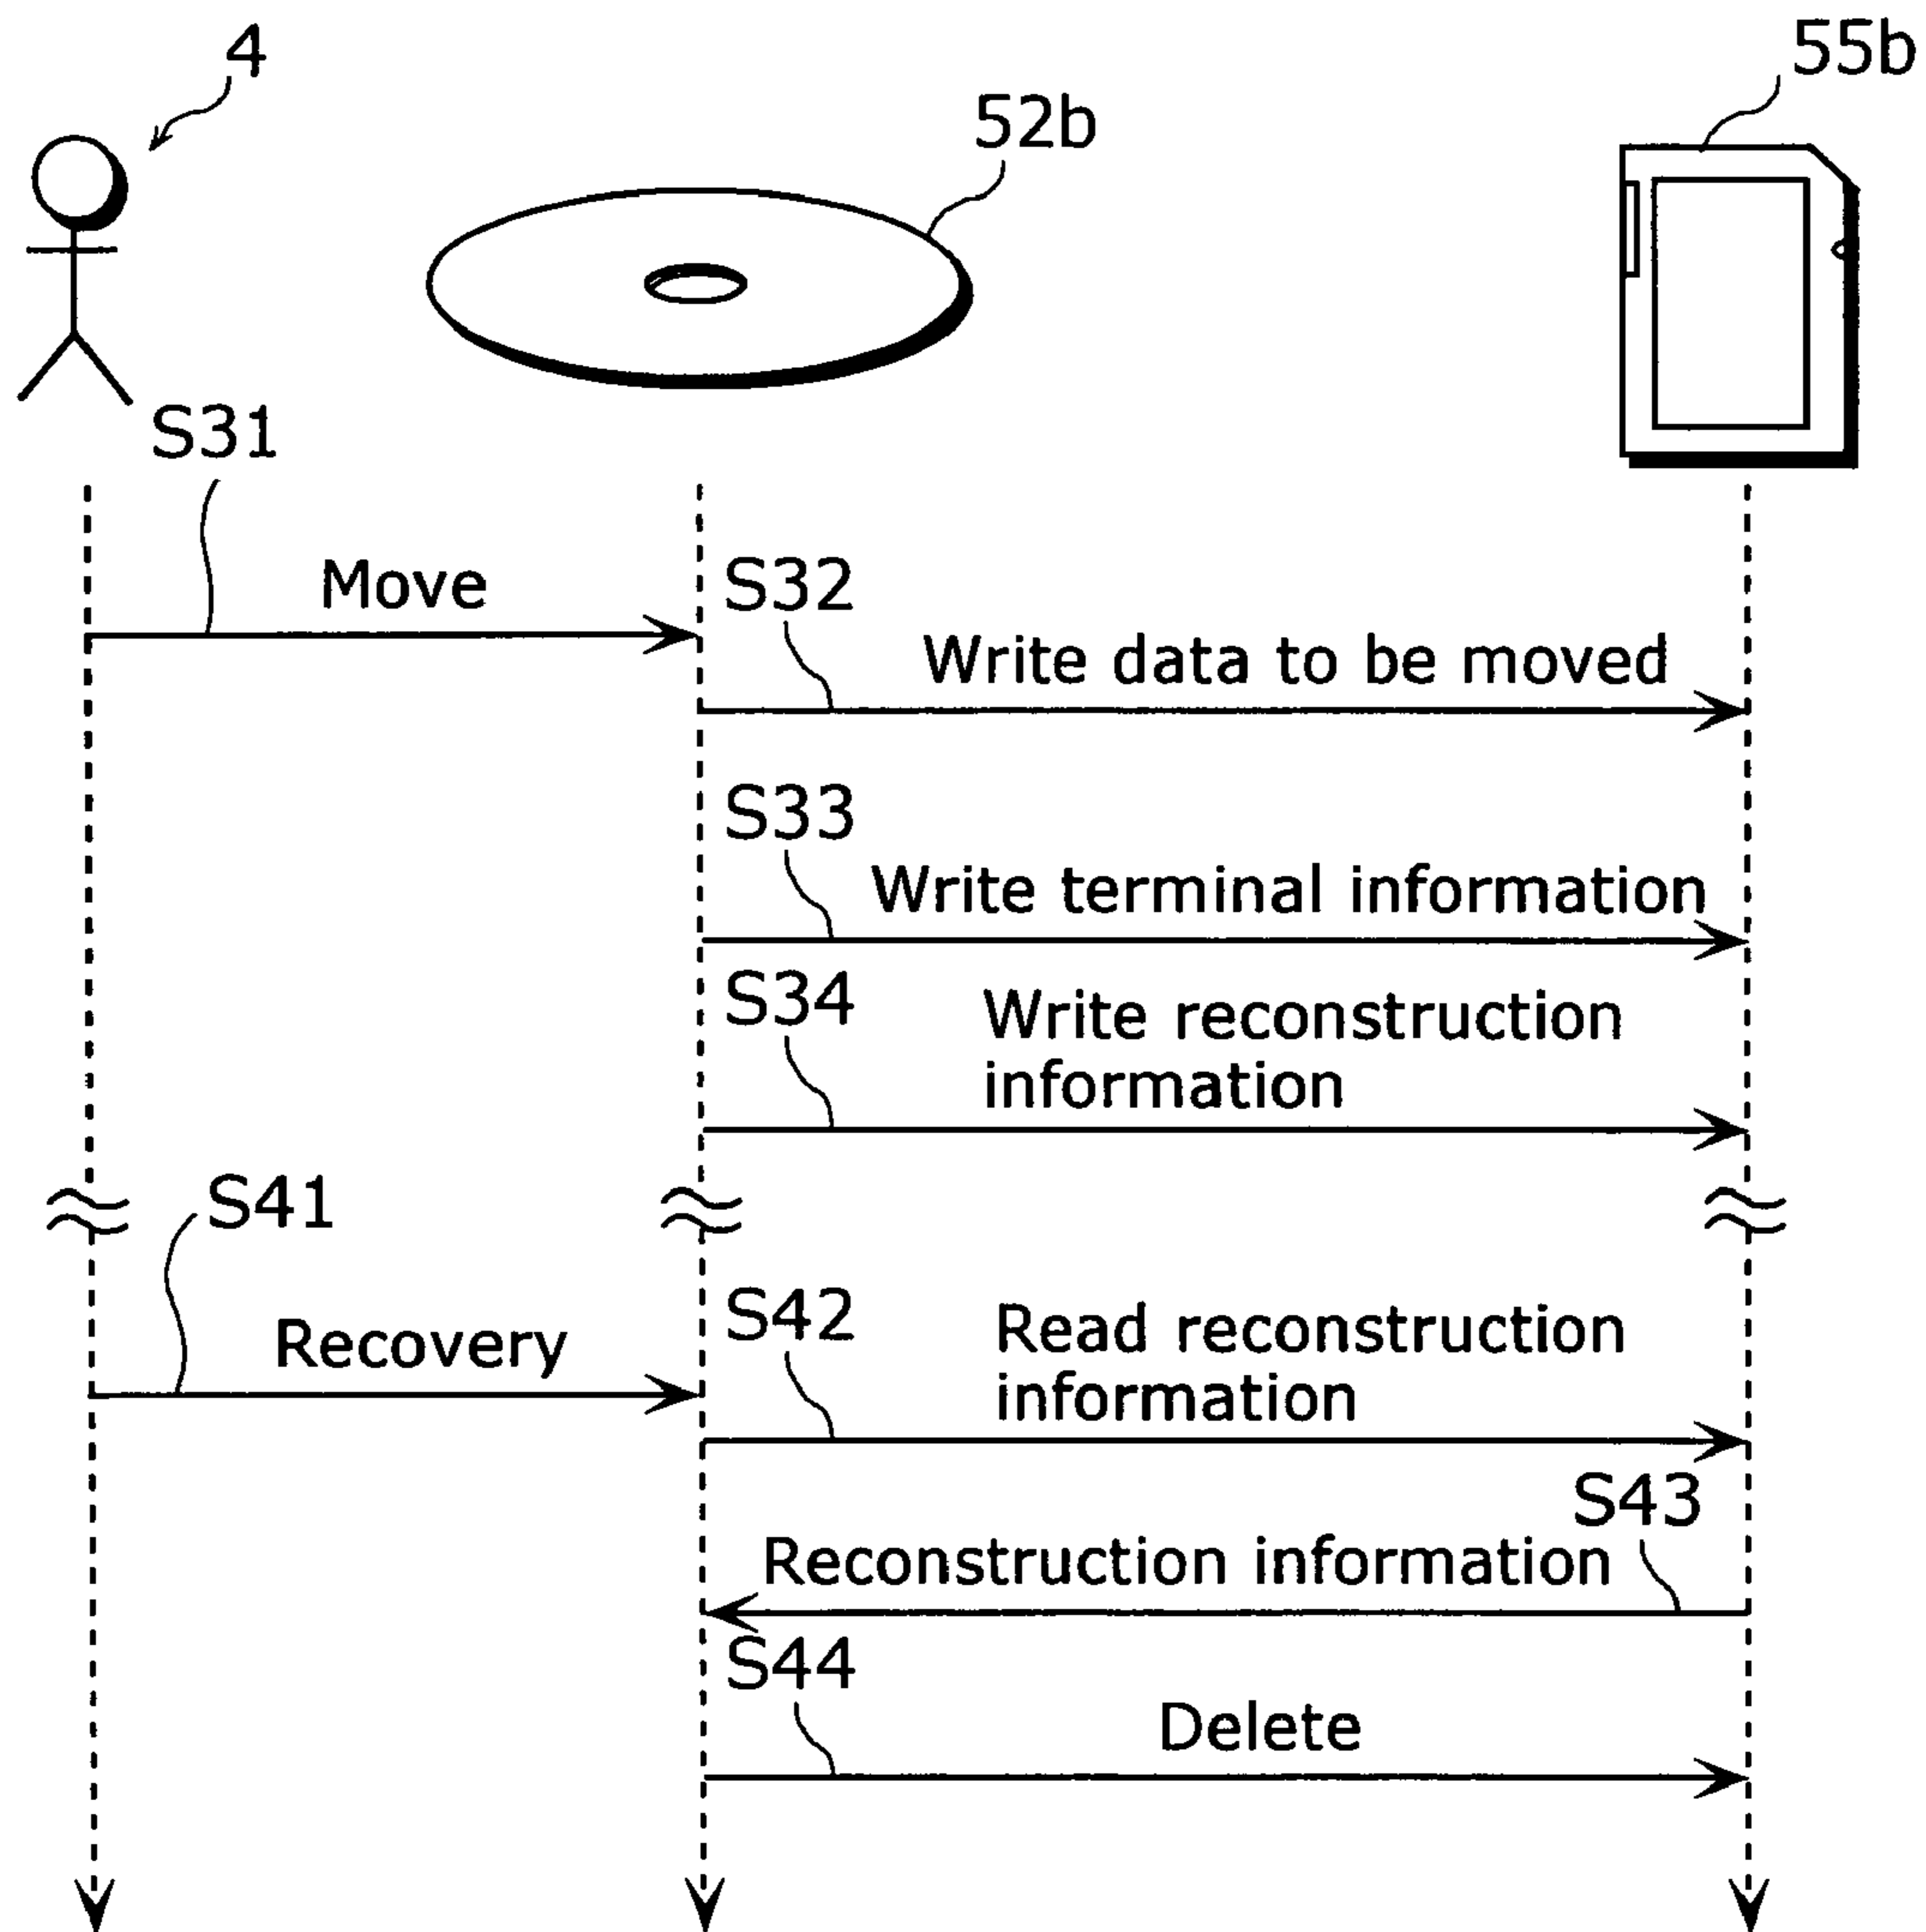 4
52b
55b
S31
Move
S32
Write data to be moved
S33
Write terminal information
S34
Write reconstruction
information
S41
Recovery
S42
Read reconstruction
information
S43
Reconstruction information
S44
Delete